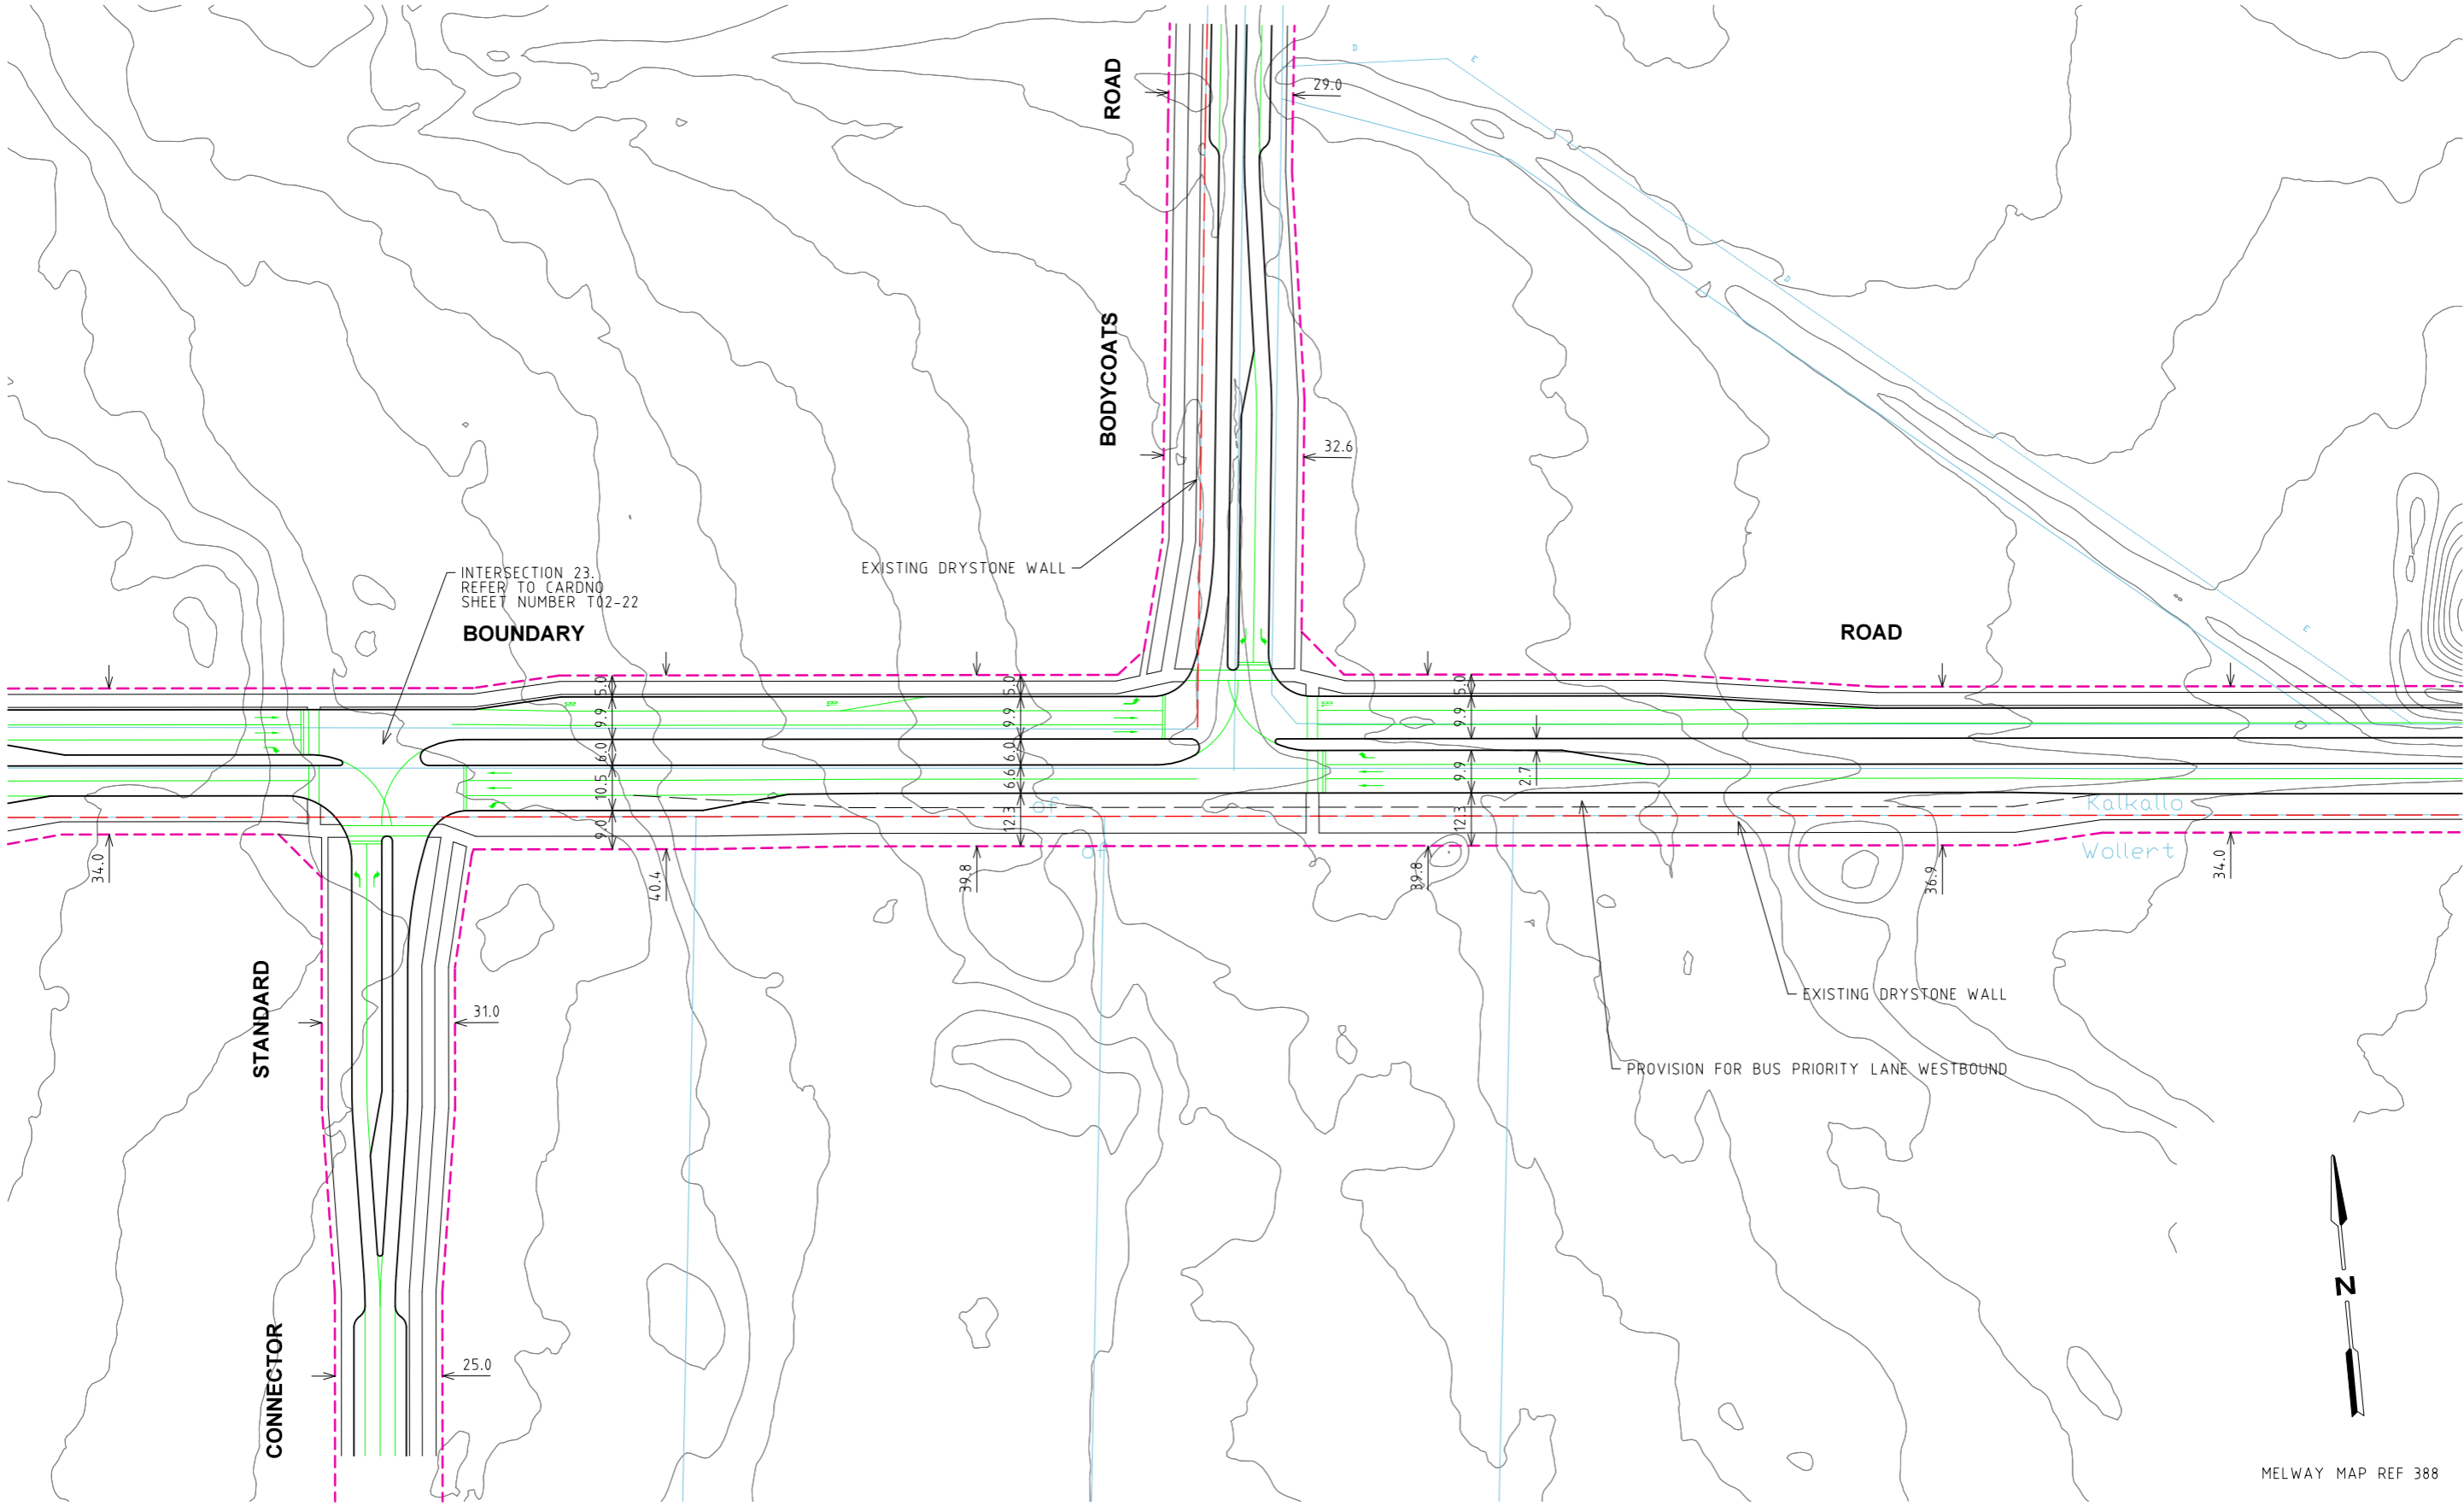 ROAD
29.0
BODYCOATS
32.6
D
E
D
E
EXISTING DRYSTONE WALL
INTERSECTION 23.
REFER TO CARDNO
SHEET NUMBER T02-22
BOUNDARY
ROAD
5.0
9.9
6.0
10.5
9.0
5.0
9.9
6.0
6.6
12.3
5.0
9.9
9.9
2.7
12.3
34.0
40.4
39.8
39.8
36.9
34.0
of
of
Kalkallo
Wollert
STANDARD
31.0
EXISTING DRYSTONE WALL
PROVISION FOR BUS PRIORITY LANE WESTBOUND
CONNECTOR
25.0
N
MELWAY MAP REF 388